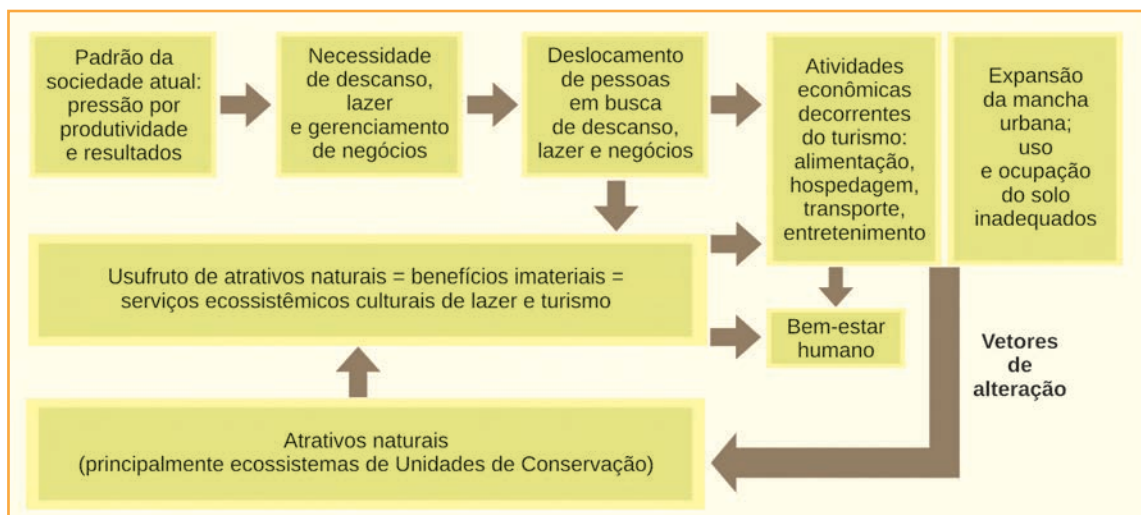 Padrão da
sociedade atual:
pressão por
produtividade
e resultados
Necessidade
de descanso,
lazer
e gerenciamento
de negócios
Deslocamento
de pessoas
em busca
de descanso,
lazer e negócios
Atividades
econômicas
decorrentes
do turismo:
alimentação,
hospedagem,
transporte,
entretenimento
Expansão
da mancha
urbana;
uso
e ocupação
do solo
inadequados
Usufruto de atrativos naturais = benefícios imateriais =
serviços ecossistêmicos culturais de lazer e turismo
Bem-estar
humano
Vetores
de
alteração
Atrativos naturais
(principalmente ecossistemas de Unidades de Conservação)